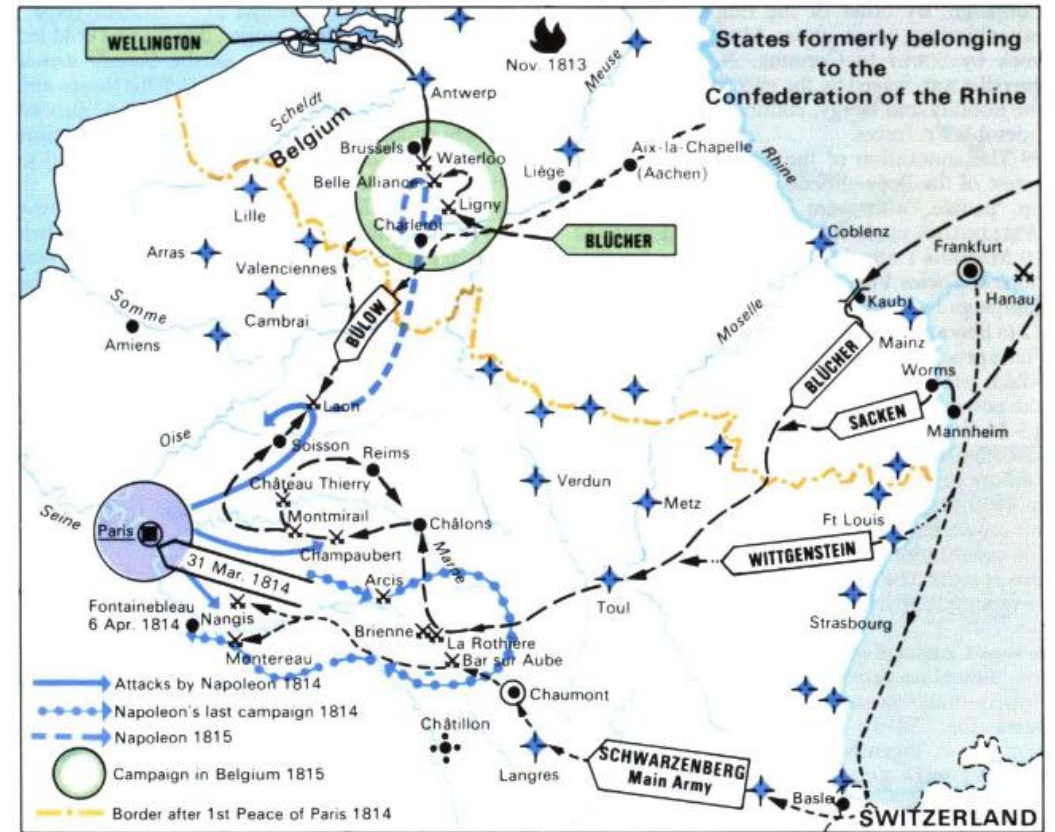 WELLINGTON
Nov. 1813
Meuse
States formerly belonging
to the
Confederation of the Rhine
Antwerp
Scheldt
Belgium
Brussels
Waterloo
Belle Alliance
Ligny
Charleroi
Liège
Aix-la-Chapelle
(Aachen)
Rhine
BLÜCHER
Lille
Arras
Valenciennes
Cambrai
Somme
Amiens
BÜLOW
Coblenz
Frankfurt
Hanau
Kaub
Mainz
Moselle
BLÜCHER
Worms
SACKEN
Mannheim
Laon
Oise
Soisson
Reims
Château Thierry
Verdun
Metz
Seine
Paris
Montmirail
Champaubert
Châlons
Marne
Ft Louis
WITTGENSTEIN
31 Mar. 1814
Arcis
Toul
Strasbourg
Fontainebleau
6 Apr. 1814
Nangis
Brienne
La Rothière
Montereau
Bar sur Aube
Attacks by Napoleon 1814
Napoleon's last campaign 1814
Napoleon 1815
Campaign in Belgium 1815
Border after 1st Peace of Paris 1814
Chaumont
Châtillon
Langres
SCHWARZENBERG
Main Army
Basle
SWITZERLAND